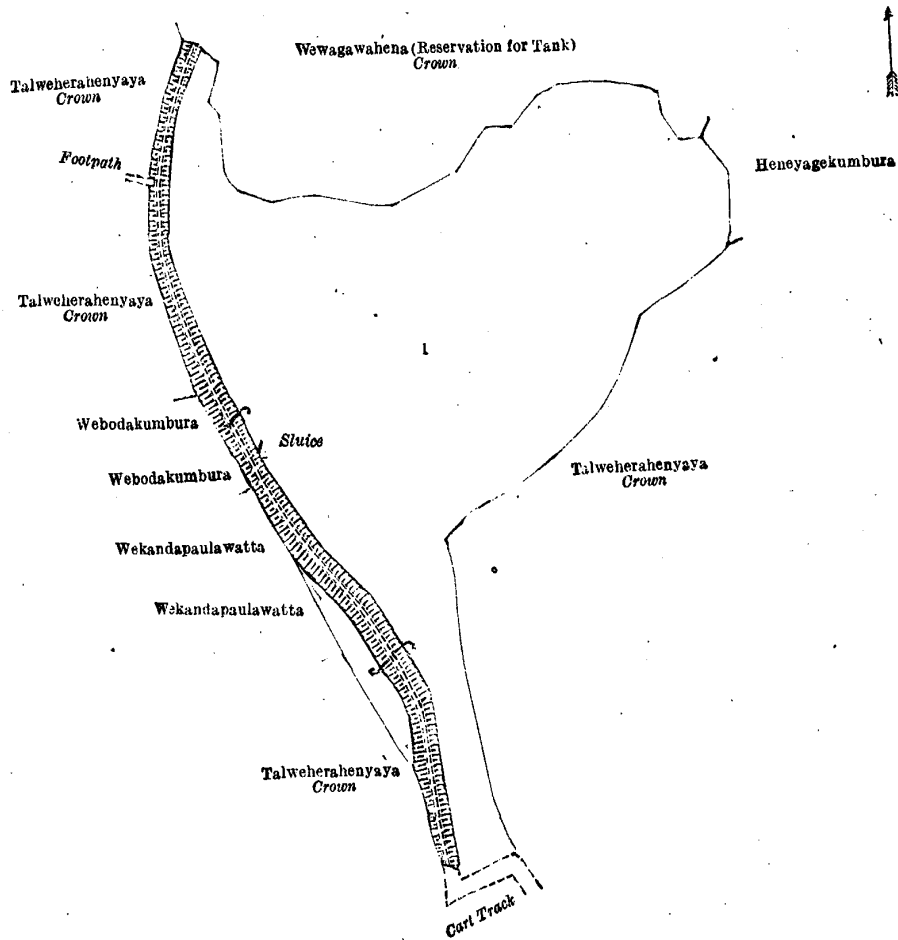 Wewagawahena (Reservation for Tank)
Crown
Talweherahenyaya
Crown
Footpath
Heneyagekumbura
Talweherahenyaya
Crown
1
Webodakumbura
Sluice
Webodakumbura
Talweherahenyaya
Crown
Wekandapaulawatta
Wekandapaulawatta
Talweherahenyaya
Crown
Cart Track